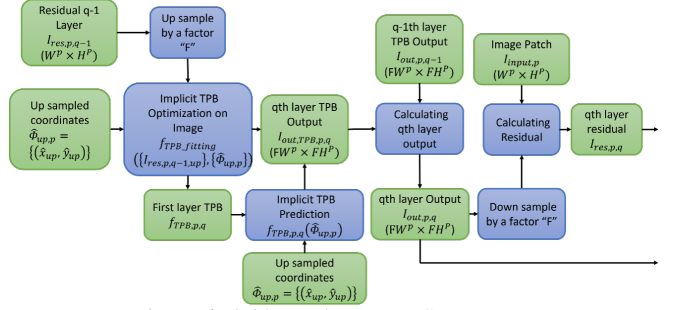 Residual q-1
Layer
I_{res,p,q−1}
(W^p × H^p)
Up sample
by a factor
“F”
Up sampled
coordinates
Φ̂_{up,p} =
{(x̂_{up}, ŷ_{up})}
Implicit TPB
Optimization on
Image
f_{TPB_fitting}
({I_{res,p,q−1,up}}, {Φ̂_{up,p}})
First layer TPB
f_{TPB,p,q}
qth layer TPB
Output
I_{out,TPB,p,q}
(FW^p × FH^p)
Implicit TPB
Prediction
f_{TPB,p,q}(Φ̂_{up,p})
Up sampled
coordinates
Φ̂_{up,p} = {(x̂_{up}, ŷ_{up})}
q-1th layer
TPB Output
I_{out,p,q−1}
(FW^p × FH^p)
Calculating
qth layer
output
qth layer Output
I_{out,p,q}
(FW^p × FH^p)
Image Patch
I_{input,p}
(W^p × H^p)
Calculating
Residual
Down sample
by a factor “F”
qth layer
residual
I_{res,p,q}